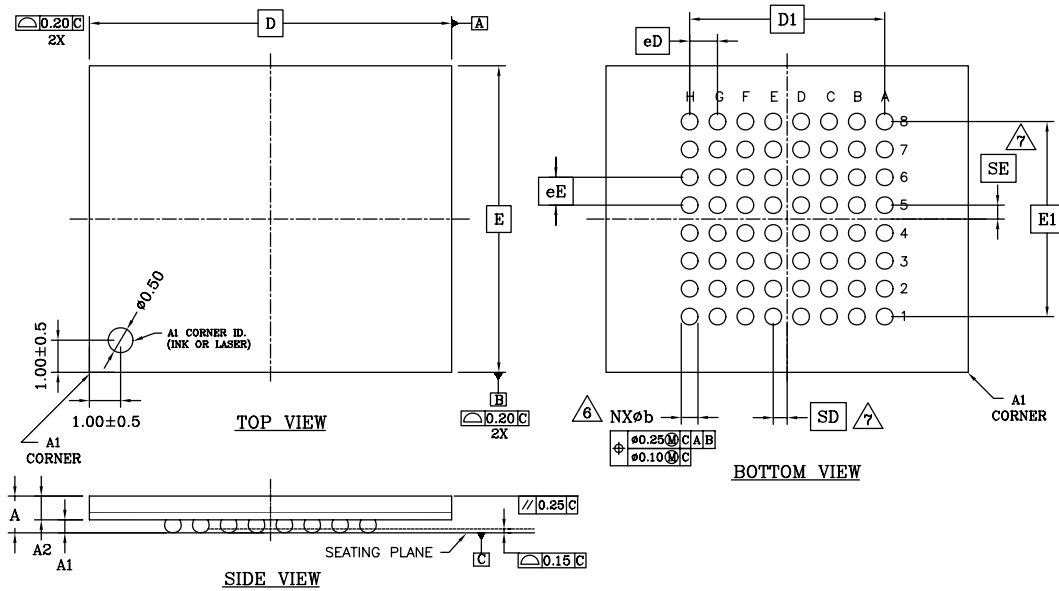 ⌓ 0.20 C
2X
D
A
E
ø0.50
A1 CORNER ID.
(INK OR LASER)
1.00±0.5
1.00±0.5
A1
CORNER
TOP VIEW
B
⌓ 0.20 C
2X
D1
eD
H G F E D C B A
8
7
6
5
4
3
2
1
eE
7
SE
E1
6
NXøb
⌖ ø0.25Ⓜ C A B
ø0.10Ⓜ C
SD
7
A1
CORNER
BOTTOM VIEW
A
A2
A1
// 0.25 C
SEATING PLANE
C
⌓ 0.15 C
SIDE VIEW